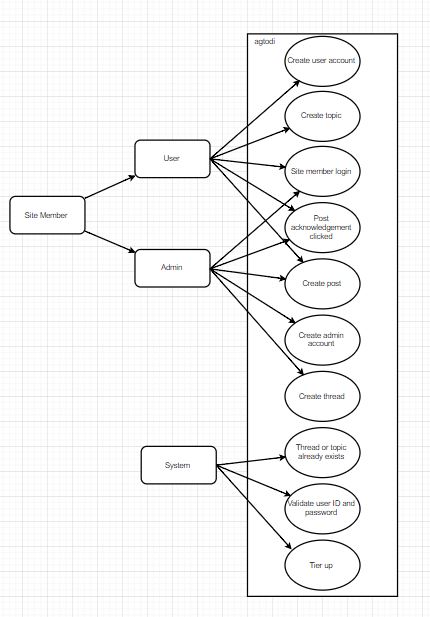 agtodi
Create user account
Create topic
User
Site member login
Site Member
Post
acknowledgement
clicked
Admin
Create post
Create admin
account
Create thread
Thread or topic
already exists
System
Validate user ID and
password
Tier up